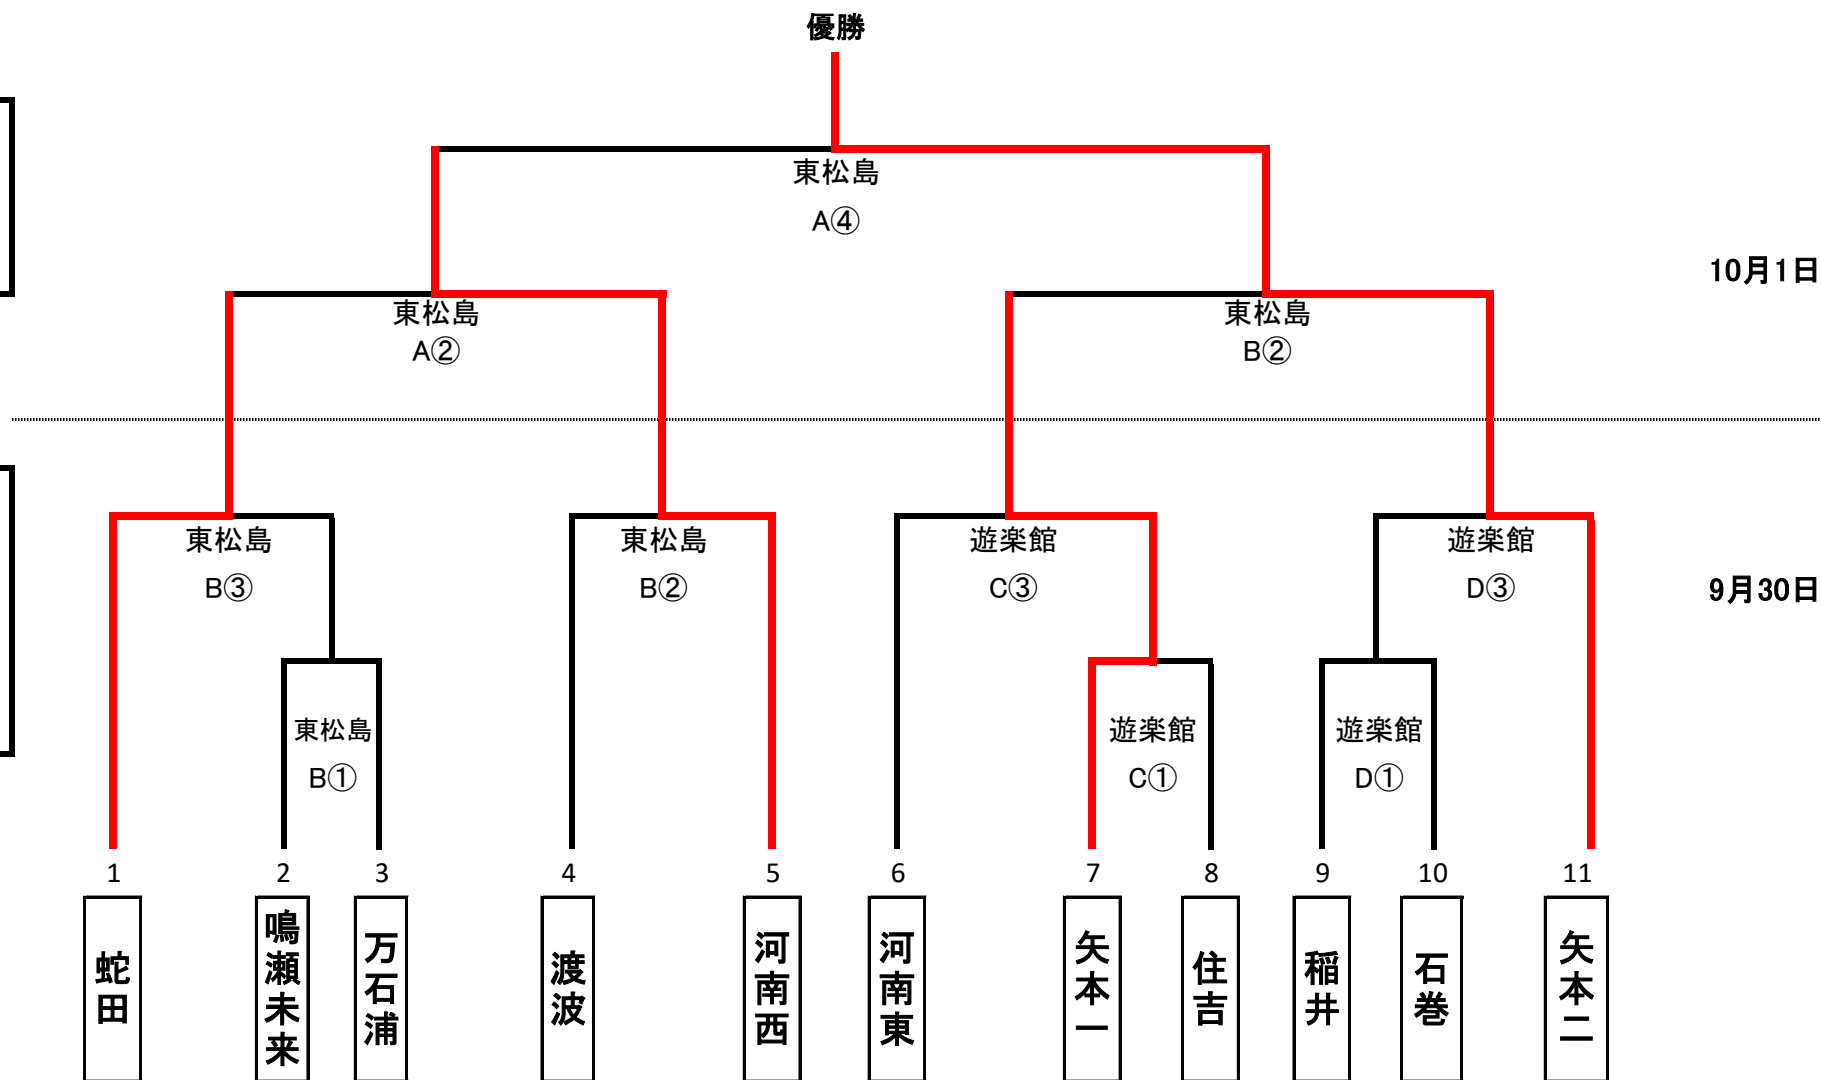 優勝
東松島
A④
10月1日
東松島
A②
東松島
B②
東松島
B③
東松島
B②
遊楽館
C③
遊楽館
D③
9月30日
東松島
B①
遊楽館
C①
遊楽館
D①
1
2
3
4
5
6
7
8
9
10
11
蛇田
鳴瀬未来
万石浦
渡波
河南西
河南東
矢本一
住吉
稲井
石巻
矢本二